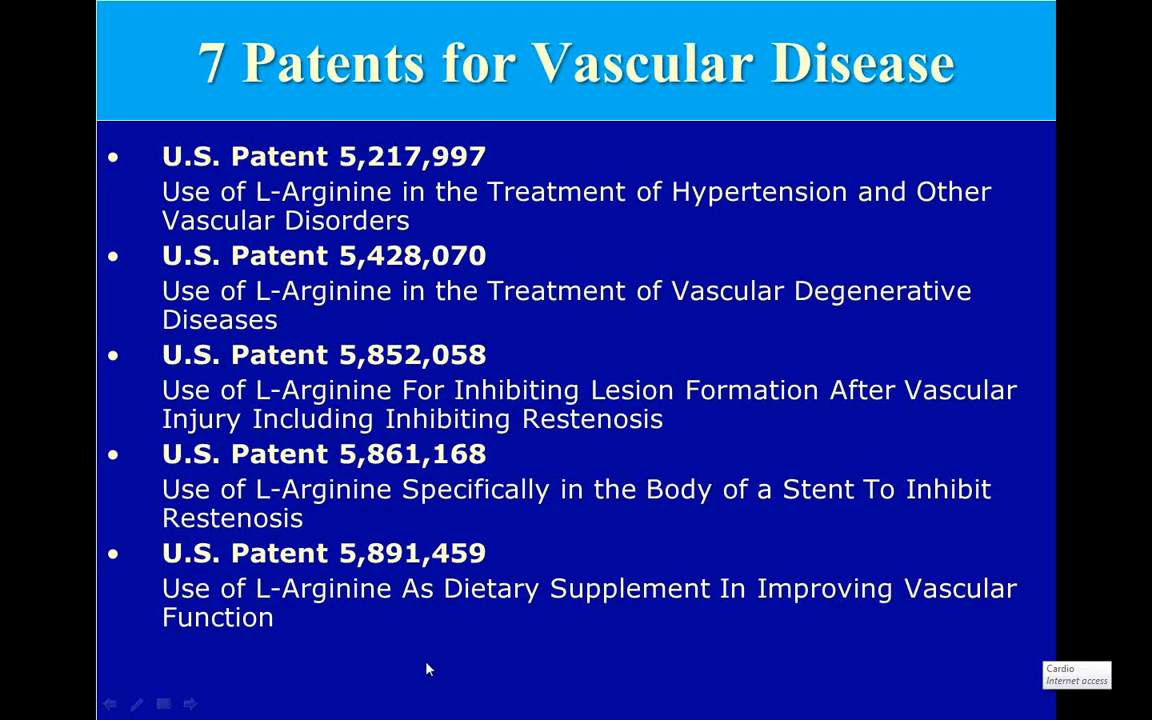 7 Patents for Vascular Disease
• U.S. Patent 5,217,997
Use of L-Arginine in the Treatment of Hypertension and Other
Vascular Disorders
• U.S. Patent 5,428,070
Use of L-Arginine in the Treatment of Vascular Degenerative
Diseases
• U.S. Patent 5,852,058
Use of L-Arginine For Inhibiting Lesion Formation After Vascular
Injury Including Inhibiting Restenosis
• U.S. Patent 5,861,168
Use of L-Arginine Specifically in the Body of a Stent To Inhibit
Restenosis
• U.S. Patent 5,891,459
Use of L-Arginine As Dietary Supplement In Improving Vascular
Function
Cardio
Internet access